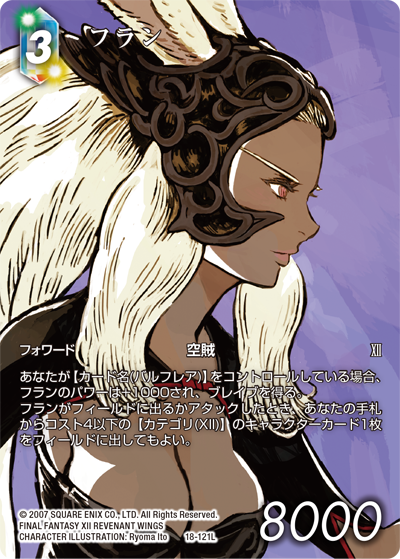 3 フラン
フォワード 空賊 XII
あなたが【カード名(バルフレア)】をコントロールしている場合、
フランのパワーは+1000され、ブレイブを得る。
フランがフィールドに出るかアタックしたとき、あなたの手札
からコスト4以下の【カテゴリ(XII)】のキャラクターカード1枚
をフィールドに出してもよい。
© 2007 SQUARE ENIX CO., LTD. All Rights Reserved.
FINAL FANTASY XII REVENANT WINGS
CHARACTER ILLUSTRATION: Ryoma Ito 18-121L
8000